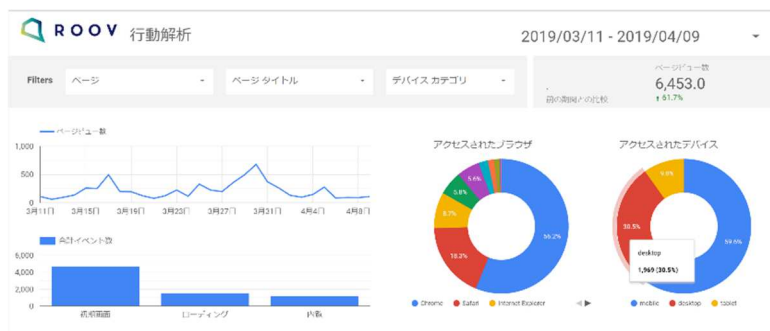 ROOV 行動解析
2019/03/11 - 2019/04/09
Filters
ページ
ページ タイトル
デバイス カテゴリ
ページビュー数
6,453.0
前の期間との比較
61.7%
ページビュー数
1,000
500
0
3月11日 3月15日 3月19日 3月23日 3月27日 3月31日 4月4日 4月8日
合計イベント数
6,000
4,000
2,000
0
ローディング
内観
アクセスされたブラウザ
56.2%
18.2%
8.7%
5.8%
5.6%
Chrome Safari Internet Explorer
アクセスされたデバイス
59.6%
30.5%
desktop
1,969 (30.5%)
mobile desktop tablet